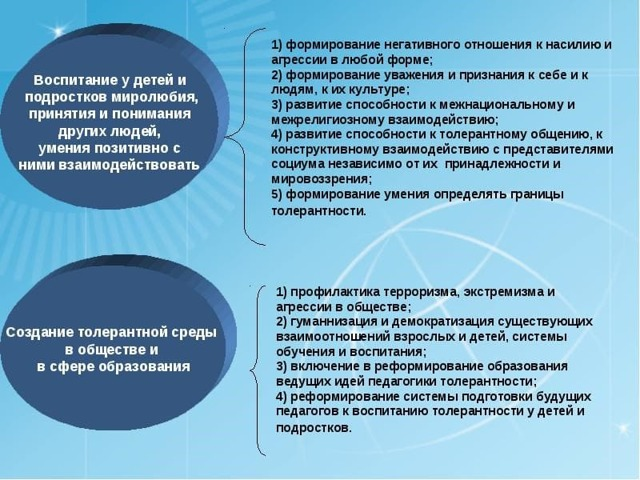 Воспитание у детей и
подростков миролюбия,
принятия и понимания
других людей,
умения позитивно с
ними взаимодействовать
1) формирование негативного отношения к насилию и
агрессии в любой форме;
2) формирование уважения и признания к себе и к
людям, к их культуре;
3) развитие способности к межнациональному и
межрелигиозному взаимодействию;
4) развитие способности к толерантному общению, к
конструктивному взаимодействию с представителями
социума независимо от их принадлежности и
мировоззрения;
5) формирование умения определять границы
толерантности.
Создание толерантной среды
в обществе и
в сфере образования
1) профилактика терроризма, экстремизма и
агрессии в обществе;
2) гуманнизация и демократизация существующих
взаимоотношений взрослых и детей, системы
обучения и воспитания;
3) включение в реформирование образования
ведущих идей педагогики толерантности;
4) реформирование системы подготовки будущих
педагогов к воспитанию толерантности у детей и
подростков.